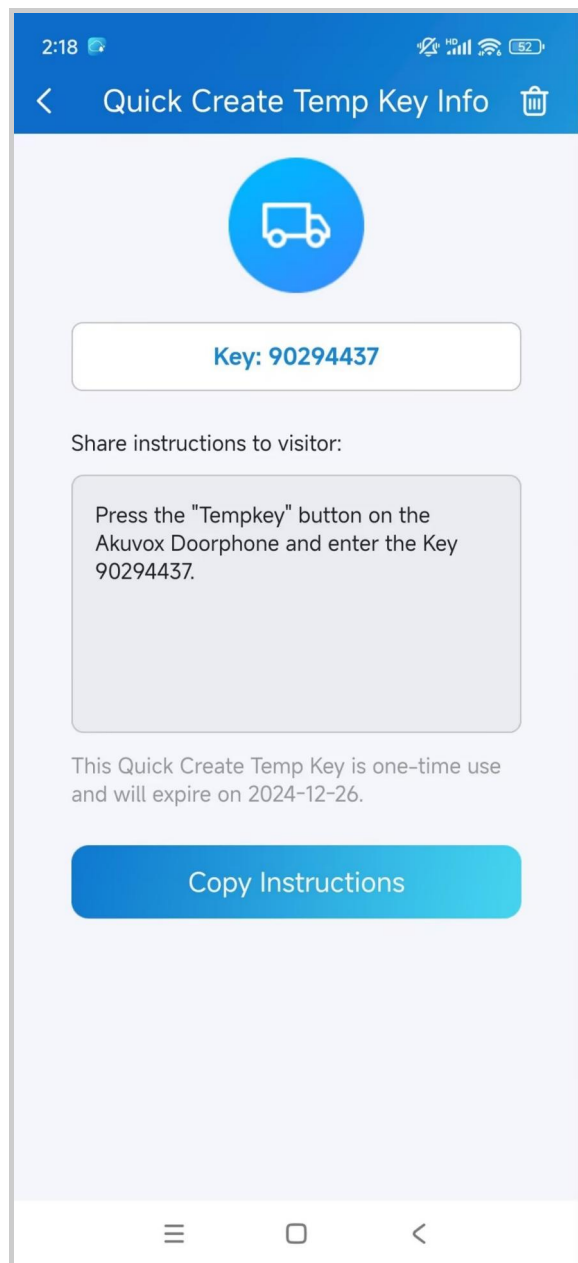 2:18 HD 52
Quick Create Temp Key Info
Key: 90294437
Share instructions to visitor:
Press the "Tempkey" button on the
Akuvox Doorphone and enter the Key
90294437.
This Quick Create Temp Key is one-time use
and will expire on 2024-12-26.
Copy Instructions